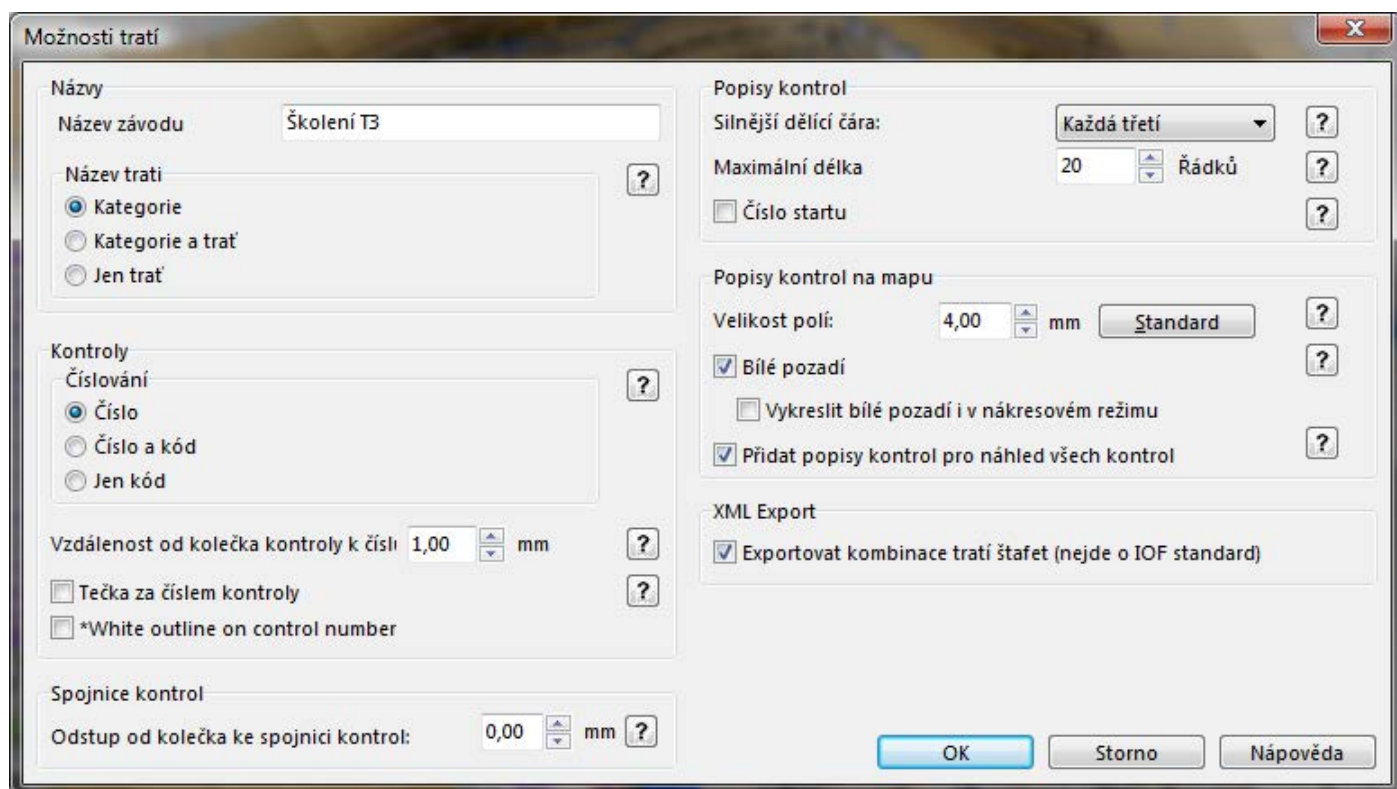 Možnosti tratí
Názvy
Název závodu Školení T3
Název trati
?
Kategorie
Kategorie a trať
Jen trať
Kontroly
Číslování
?
Číslo
Číslo a kód
Jen kód
Vzdálenost od kolečka kontroly k čísl 1,00 mm ?
Tečka za číslem kontroly ?
*White outline on control number
Spojnice kontrol
Odstup od kolečka ke spojnici kontrol: 0,00 mm ?
Popisy kontrol
Silnější dělící čára: Každá třetí ?
Maximální délka 20 Řádků ?
Číslo startu ?
Popisy kontrol na mapu
Velikost polí: 4,00 mm Standard ?
Bílé pozadí ?
Vykreslit bílé pozadí i v nákresovém režimu
Přidat popisy kontrol pro náhled všech kontrol ?
XML Export
Exportovat kombinace tratí štafet (nejde o IOF standard)
OK Storno Nápověda